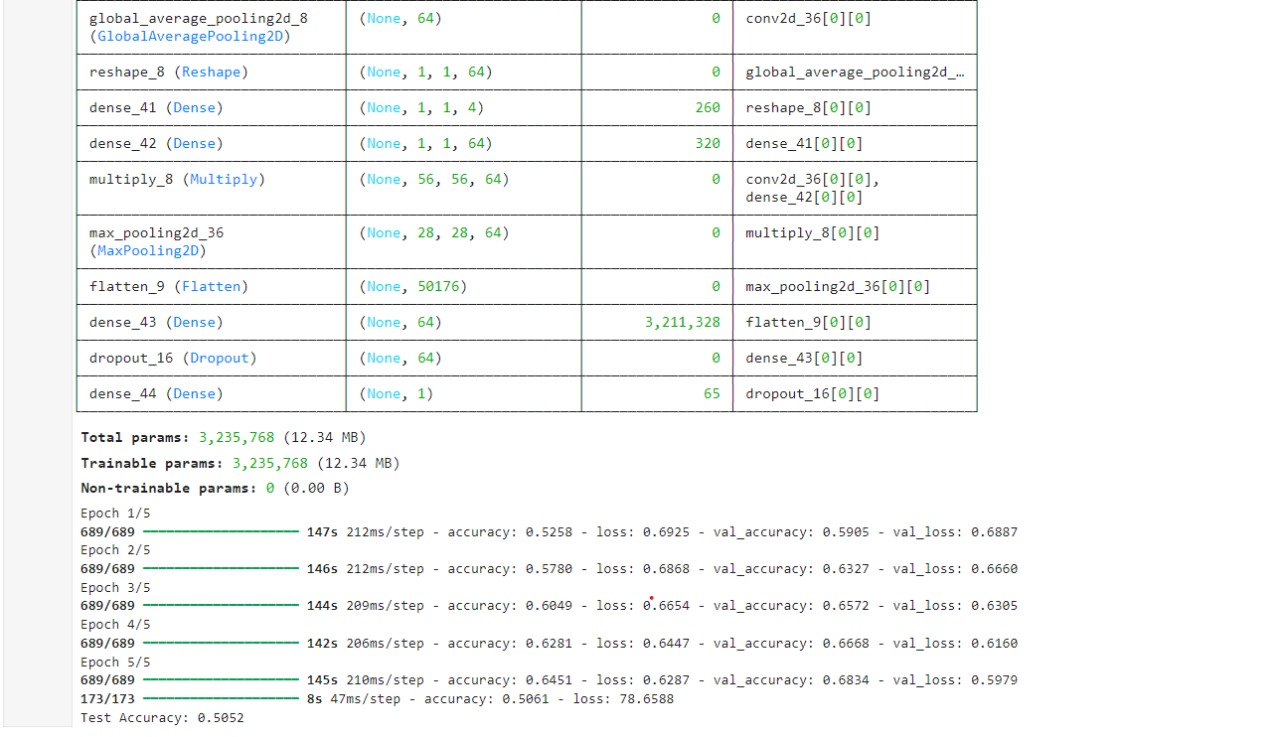 global_average_pooling2d_8 (None, 64) 0 conv2d_36[0][0]
(GlobalAveragePooling2D)
reshape_8 (Reshape) (None, 1, 1, 64) 0 global_average_pooling2d_…
dense_41 (Dense) (None, 1, 1, 4) 260 reshape_8[0][0]
dense_42 (Dense) (None, 1, 1, 64) 320 dense_41[0][0]
multiply_8 (Multiply) (None, 56, 56, 64) 0 conv2d_36[0][0],
dense_42[0][0]
max_pooling2d_36 (None, 28, 28, 64) 0 multiply_8[0][0]
(MaxPooling2D)
flatten_9 (Flatten) (None, 50176) 0 max_pooling2d_36[0][0]
dense_43 (Dense) (None, 64) 3,211,328 flatten_9[0][0]
dropout_16 (Dropout) (None, 64) 0 dense_43[0][0]
dense_44 (Dense) (None, 1) 65 dropout_16[0][0]
Total params: 3,235,768 (12.34 MB)
Trainable params: 3,235,768 (12.34 MB)
Non-trainable params: 0 (0.00 B)
Epoch 1/5
689/689 147s 212ms/step - accuracy: 0.5258 - loss: 0.6925 - val_accuracy: 0.5905 - val_loss: 0.6887
Epoch 2/5
689/689 146s 212ms/step - accuracy: 0.5780 - loss: 0.6868 - val_accuracy: 0.6327 - val_loss: 0.6660
Epoch 3/5
689/689 144s 209ms/step - accuracy: 0.6049 - loss: 0.6654 - val_accuracy: 0.6572 - val_loss: 0.6305
Epoch 4/5
689/689 142s 206ms/step - accuracy: 0.6281 - loss: 0.6447 - val_accuracy: 0.6668 - val_loss: 0.6160
Epoch 5/5
689/689 145s 210ms/step - accuracy: 0.6451 - loss: 0.6287 - val_accuracy: 0.6834 - val_loss: 0.5979
173/173 8s 47ms/step - accuracy: 0.5061 - loss: 78.6588
Test Accuracy: 0.5052